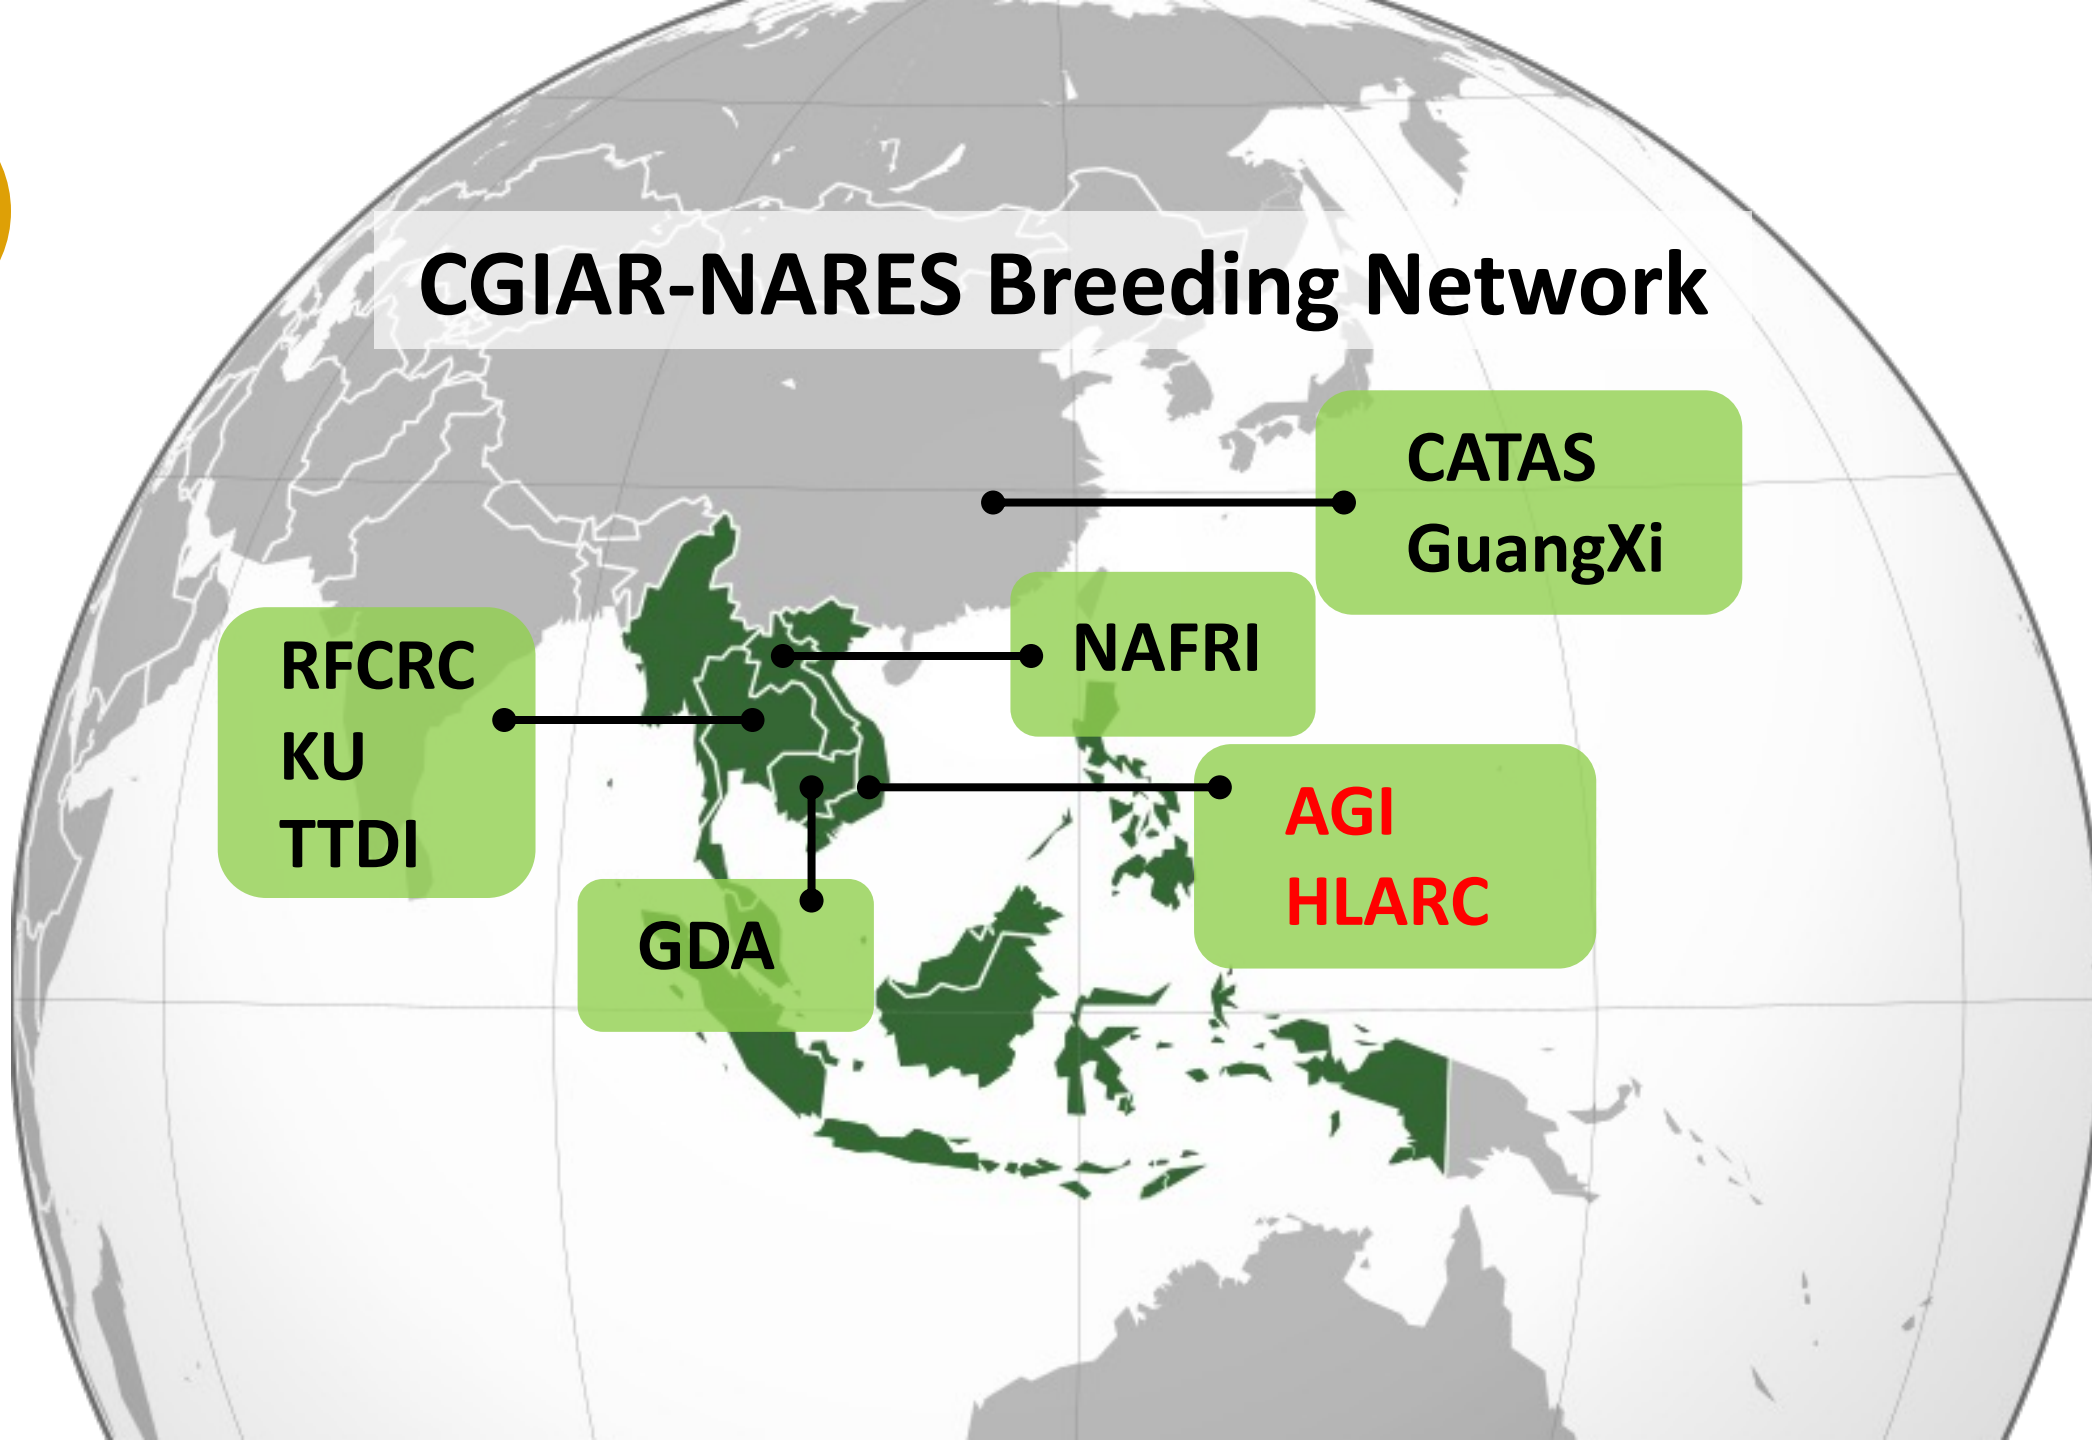 CGIAR-NARES Breeding Network
CATAS
GuangXi
NAFRI
RFCRC
KU
TTDI
AGI
HLARC
GDA